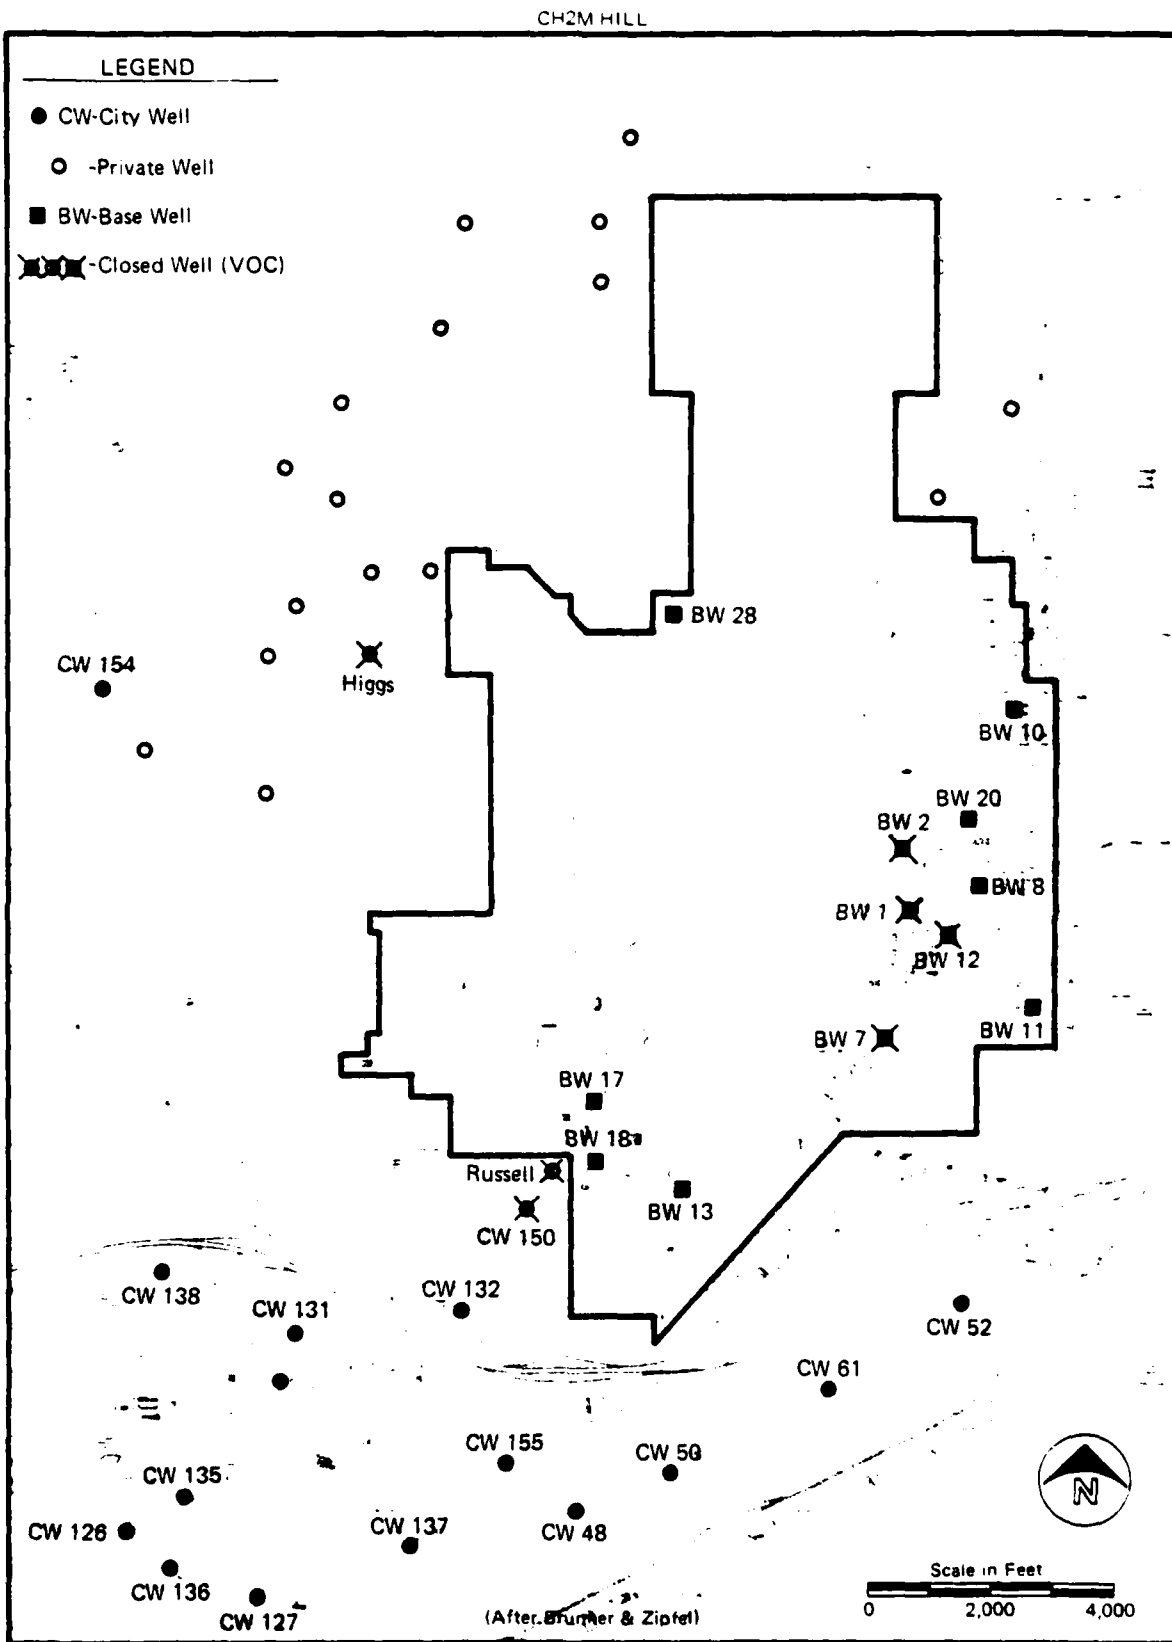 CH2M HILL
LEGEND
CW-City Well
-Private Well
BW-Base Well
-Closed Well (VOC)
BW 28
CW 154
Higgs
BW 10
BW 20
BW 2
BW 8
BW 1
BW 12
BW 11
BW 7
BW 17
BW 18
Russell
BW 13
CW 150
CW 138
CW 132
CW 131
CW 52
CW 61
CW 155
CW 50
CW 135
N
CW 126
CW 137
CW 48
CW 136
Scale in Feet
CW 127
(After Brunner & Zipfel)
0 2,000 4,000